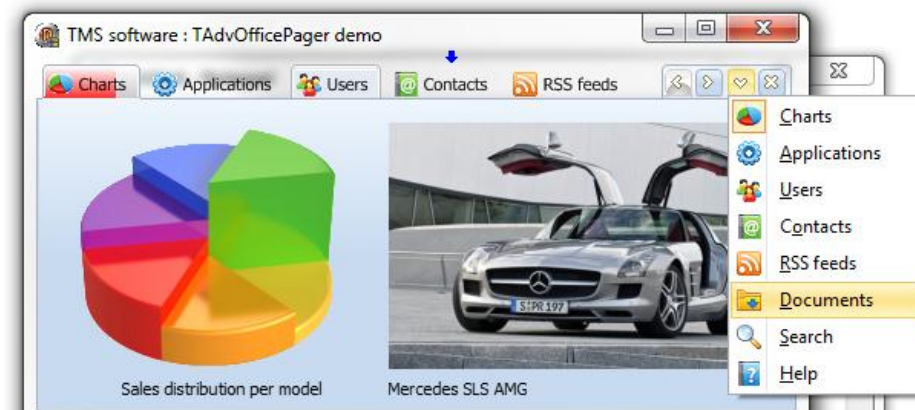 TMS software : TAdvOfficePager demo
Charts Applications Users Contacts RSS feeds
Charts
Applications
Users
Contacts
RSS feeds
Documents
Search
Help
S:PR 197
Sales distribution per model Mercedes SLS AMG